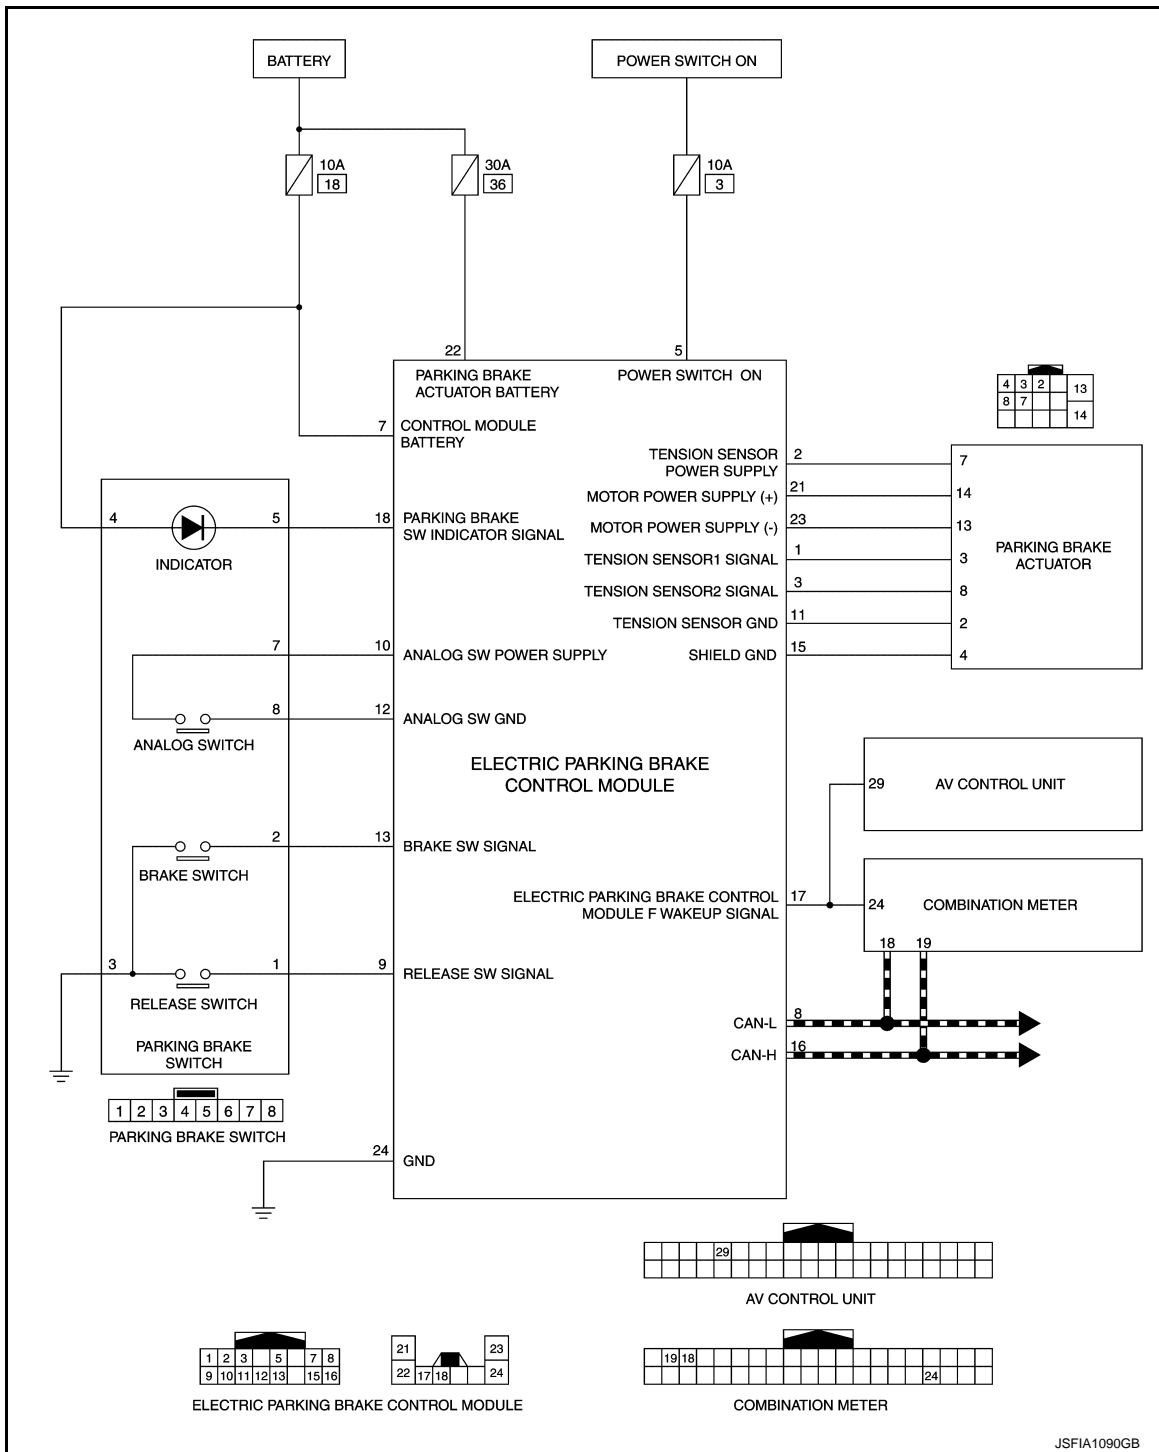 BATTERY
POWER SWITCH ON
10A
18
30A
36
10A
3
22
5
PARKING BRAKE
ACTUATOR BATTERY
POWER SWITCH ON
7
CONTROL MODULE
BATTERY
4 3 2 13
8 7
14
TENSION SENSOR
POWER SUPPLY
2
7
MOTOR POWER SUPPLY (+)
21
14
MOTOR POWER SUPPLY (-)
23
13
TENSION SENSOR1 SIGNAL
1
3
TENSION SENSOR2 SIGNAL
3
8
TENSION SENSOR GND
11
2
SHIELD GND
15
4
PARKING BRAKE
ACTUATOR
4
5
18
PARKING BRAKE
SW INDICATOR SIGNAL
INDICATOR
7
10
ANALOG SW POWER SUPPLY
8
12
ANALOG SW GND
ANALOG SWITCH
ELECTRIC PARKING BRAKE
CONTROL MODULE
29
AV CONTROL UNIT
2
13
BRAKE SW SIGNAL
BRAKE SWITCH
ELECTRIC PARKING BRAKE CONTROL
MODULE F WAKEUP SIGNAL
17
24
COMBINATION METER
18 19
3
1
9
RELEASE SW SIGNAL
RELEASE SWITCH
CAN-L
8
CAN-H
16
PARKING BRAKE
SWITCH
1 2 3 4 5 6 7 8
PARKING BRAKE SWITCH
24
GND
29
AV CONTROL UNIT
1 2 3 5 7 8
9 10 11 12 13 15 16
21 23
22 17 18 24
ELECTRIC PARKING BRAKE CONTROL MODULE
19 18
24
COMBINATION METER
JSFIA1090GB